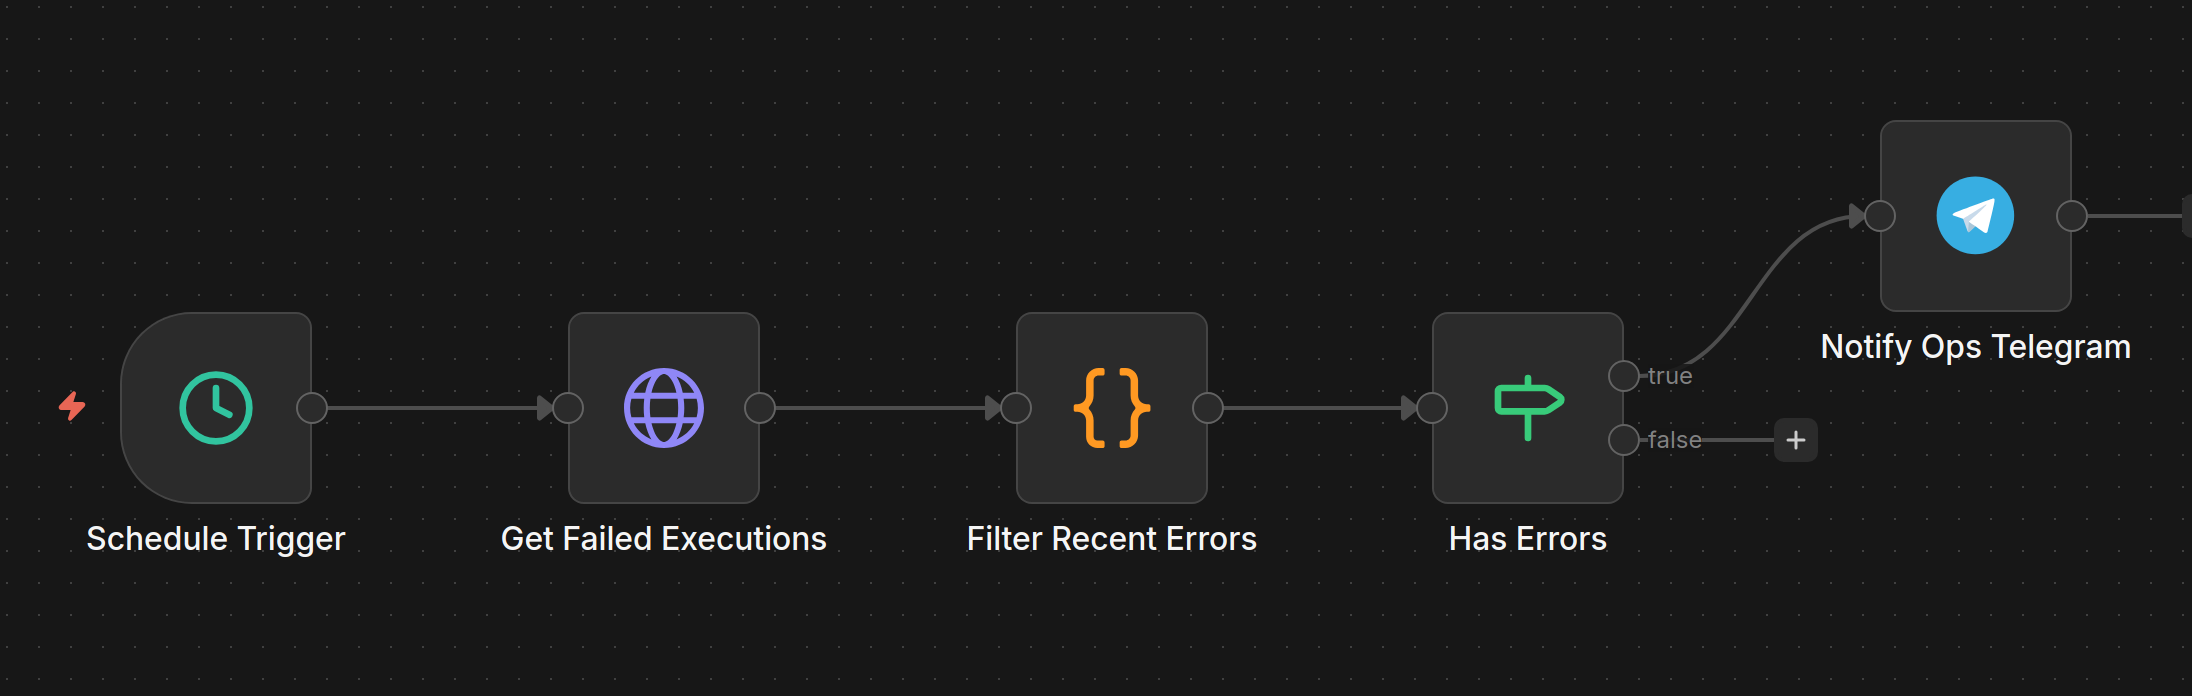 Schedule Trigger
Get Failed Executions
Filter Recent Errors
Has Errors
true
false
Notify Ops Telegram